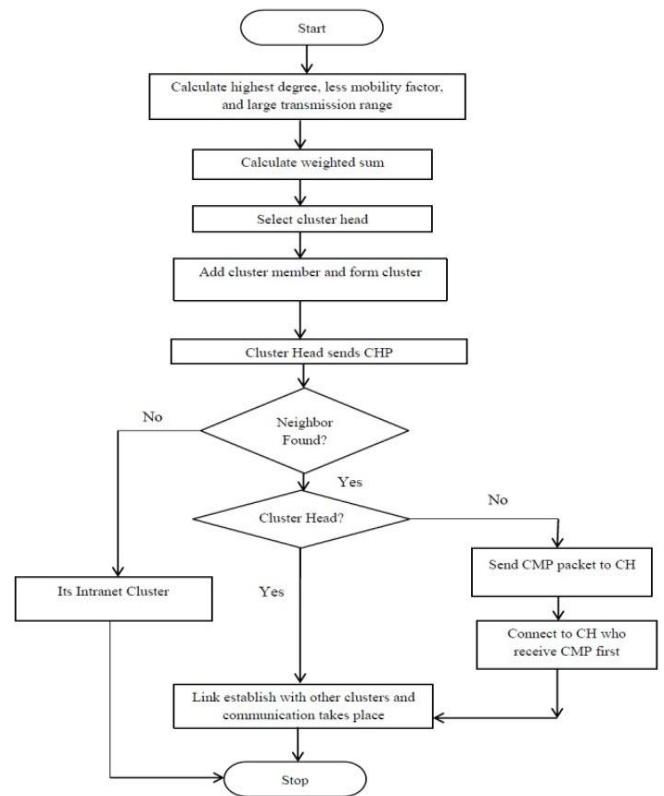 Start
Calculate highest degree, less mobility factor,
and large transmission range
Calculate weighted sum
Select cluster head
Add cluster member and form cluster
Cluster Head sends CHP
No
Neighbor
Found?
Yes
No
Cluster Head?
Send CMP packet to CH
Its Intranet Cluster
Yes
Connect to CH who
receive CMP first
Link establish with other clusters and
communication takes place
Stop